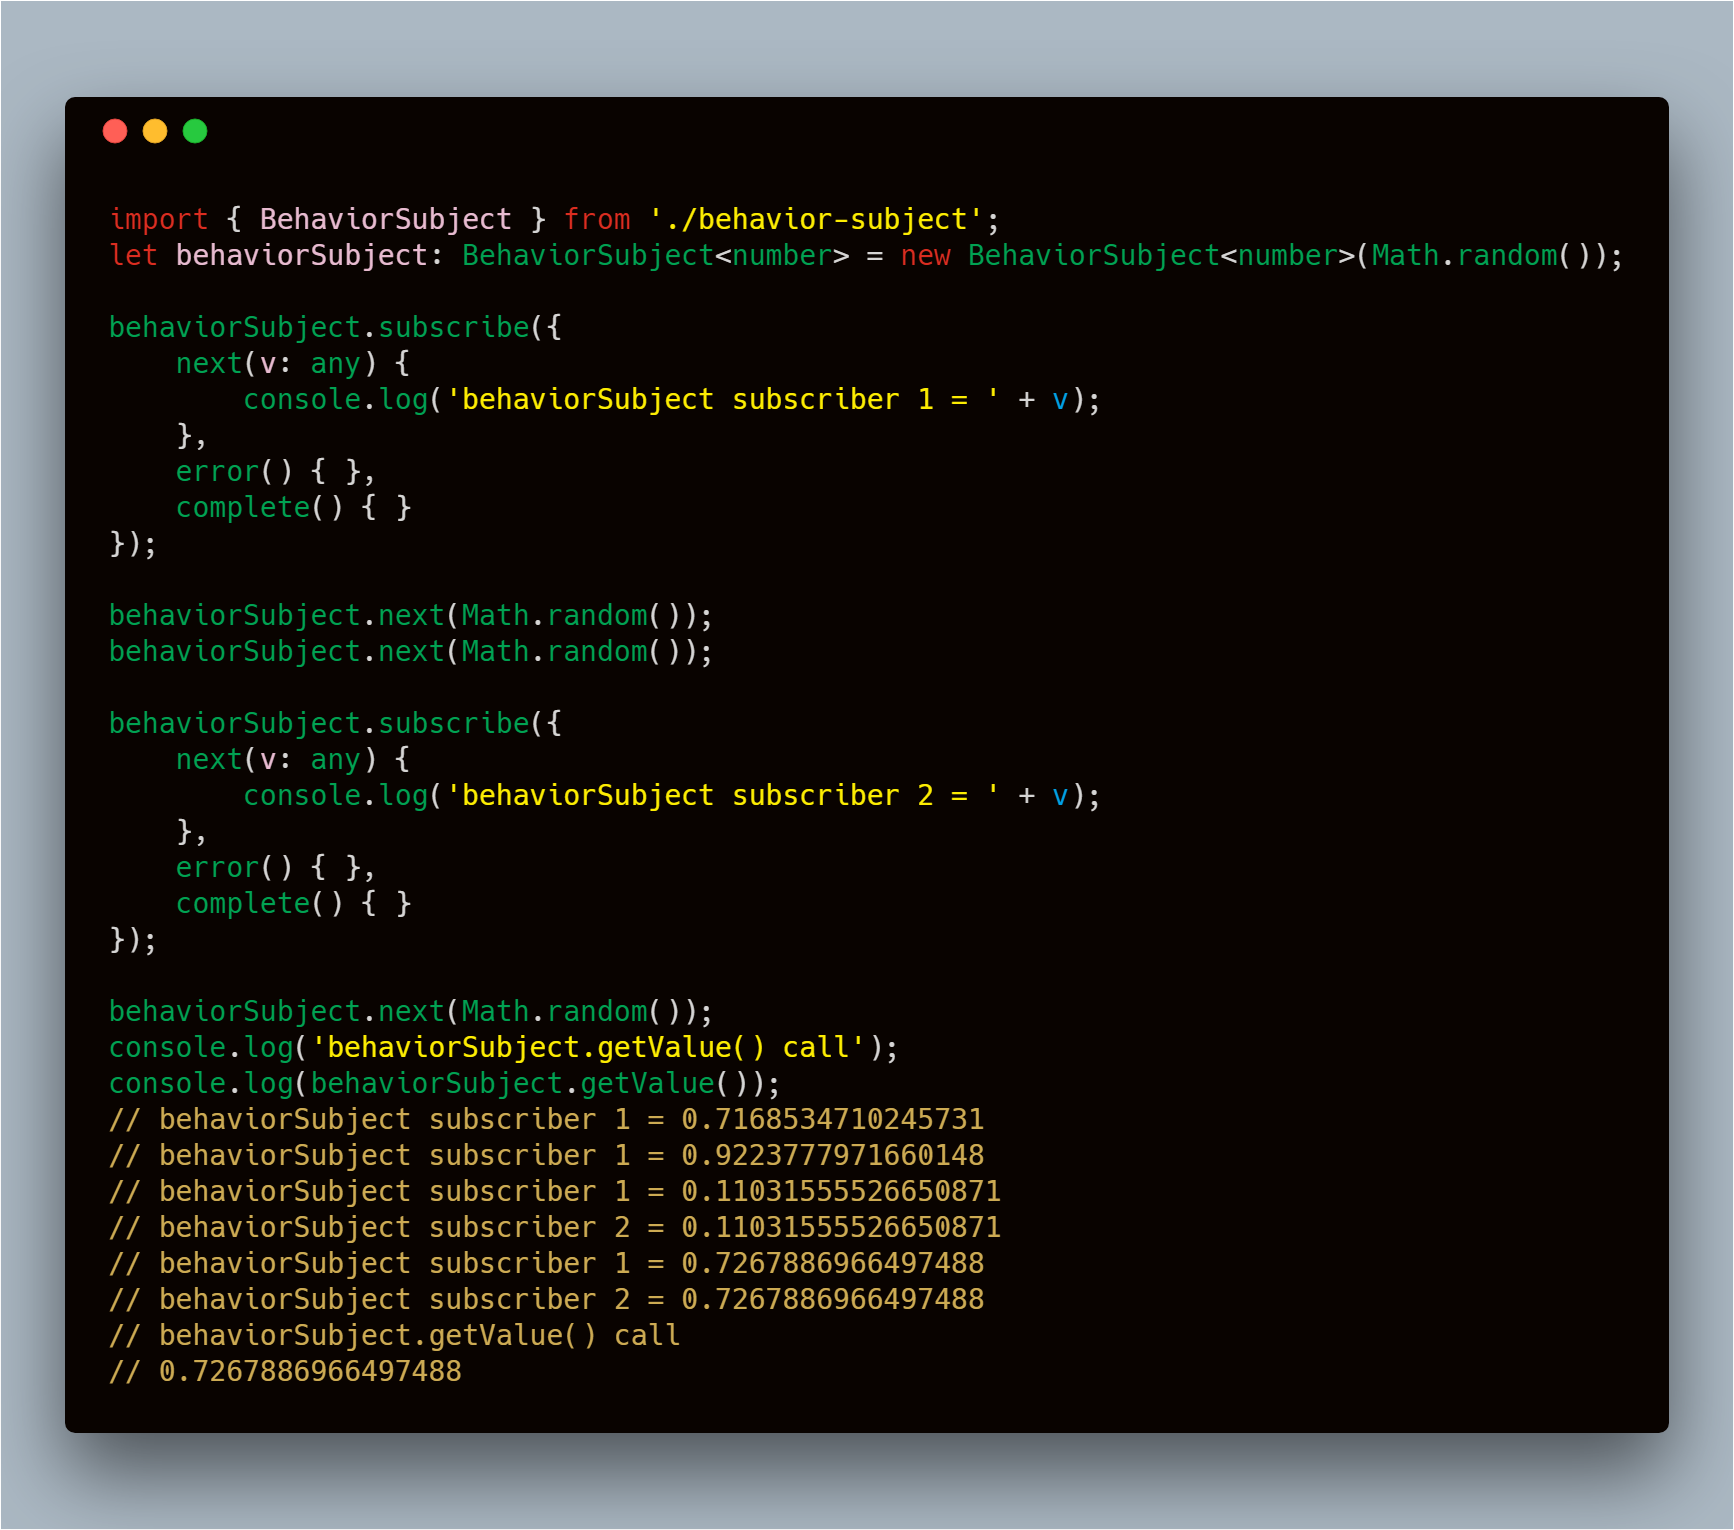 import { BehaviorSubject } from './behavior-subject';
let behaviorSubject: BehaviorSubject<number> = new BehaviorSubject<number>(Math.random());

behaviorSubject.subscribe({
    next(v: any) {
        console.log('behaviorSubject subscriber 1 = ' + v);
    },
    error() { },
    complete() { }
});

behaviorSubject.next(Math.random());
behaviorSubject.next(Math.random());

behaviorSubject.subscribe({
    next(v: any) {
        console.log('behaviorSubject subscriber 2 = ' + v);
    },
    error() { },
    complete() { }
});

behaviorSubject.next(Math.random());
console.log('behaviorSubject.getValue() call');
console.log(behaviorSubject.getValue());
// behaviorSubject subscriber 1 = 0.7168534710245731
// behaviorSubject subscriber 1 = 0.9223777971660148
// behaviorSubject subscriber 1 = 0.11031555526650871
// behaviorSubject subscriber 2 = 0.11031555526650871
// behaviorSubject subscriber 1 = 0.7267886966497488
// behaviorSubject subscriber 2 = 0.7267886966497488
// behaviorSubject.getValue() call
// 0.7267886966497488